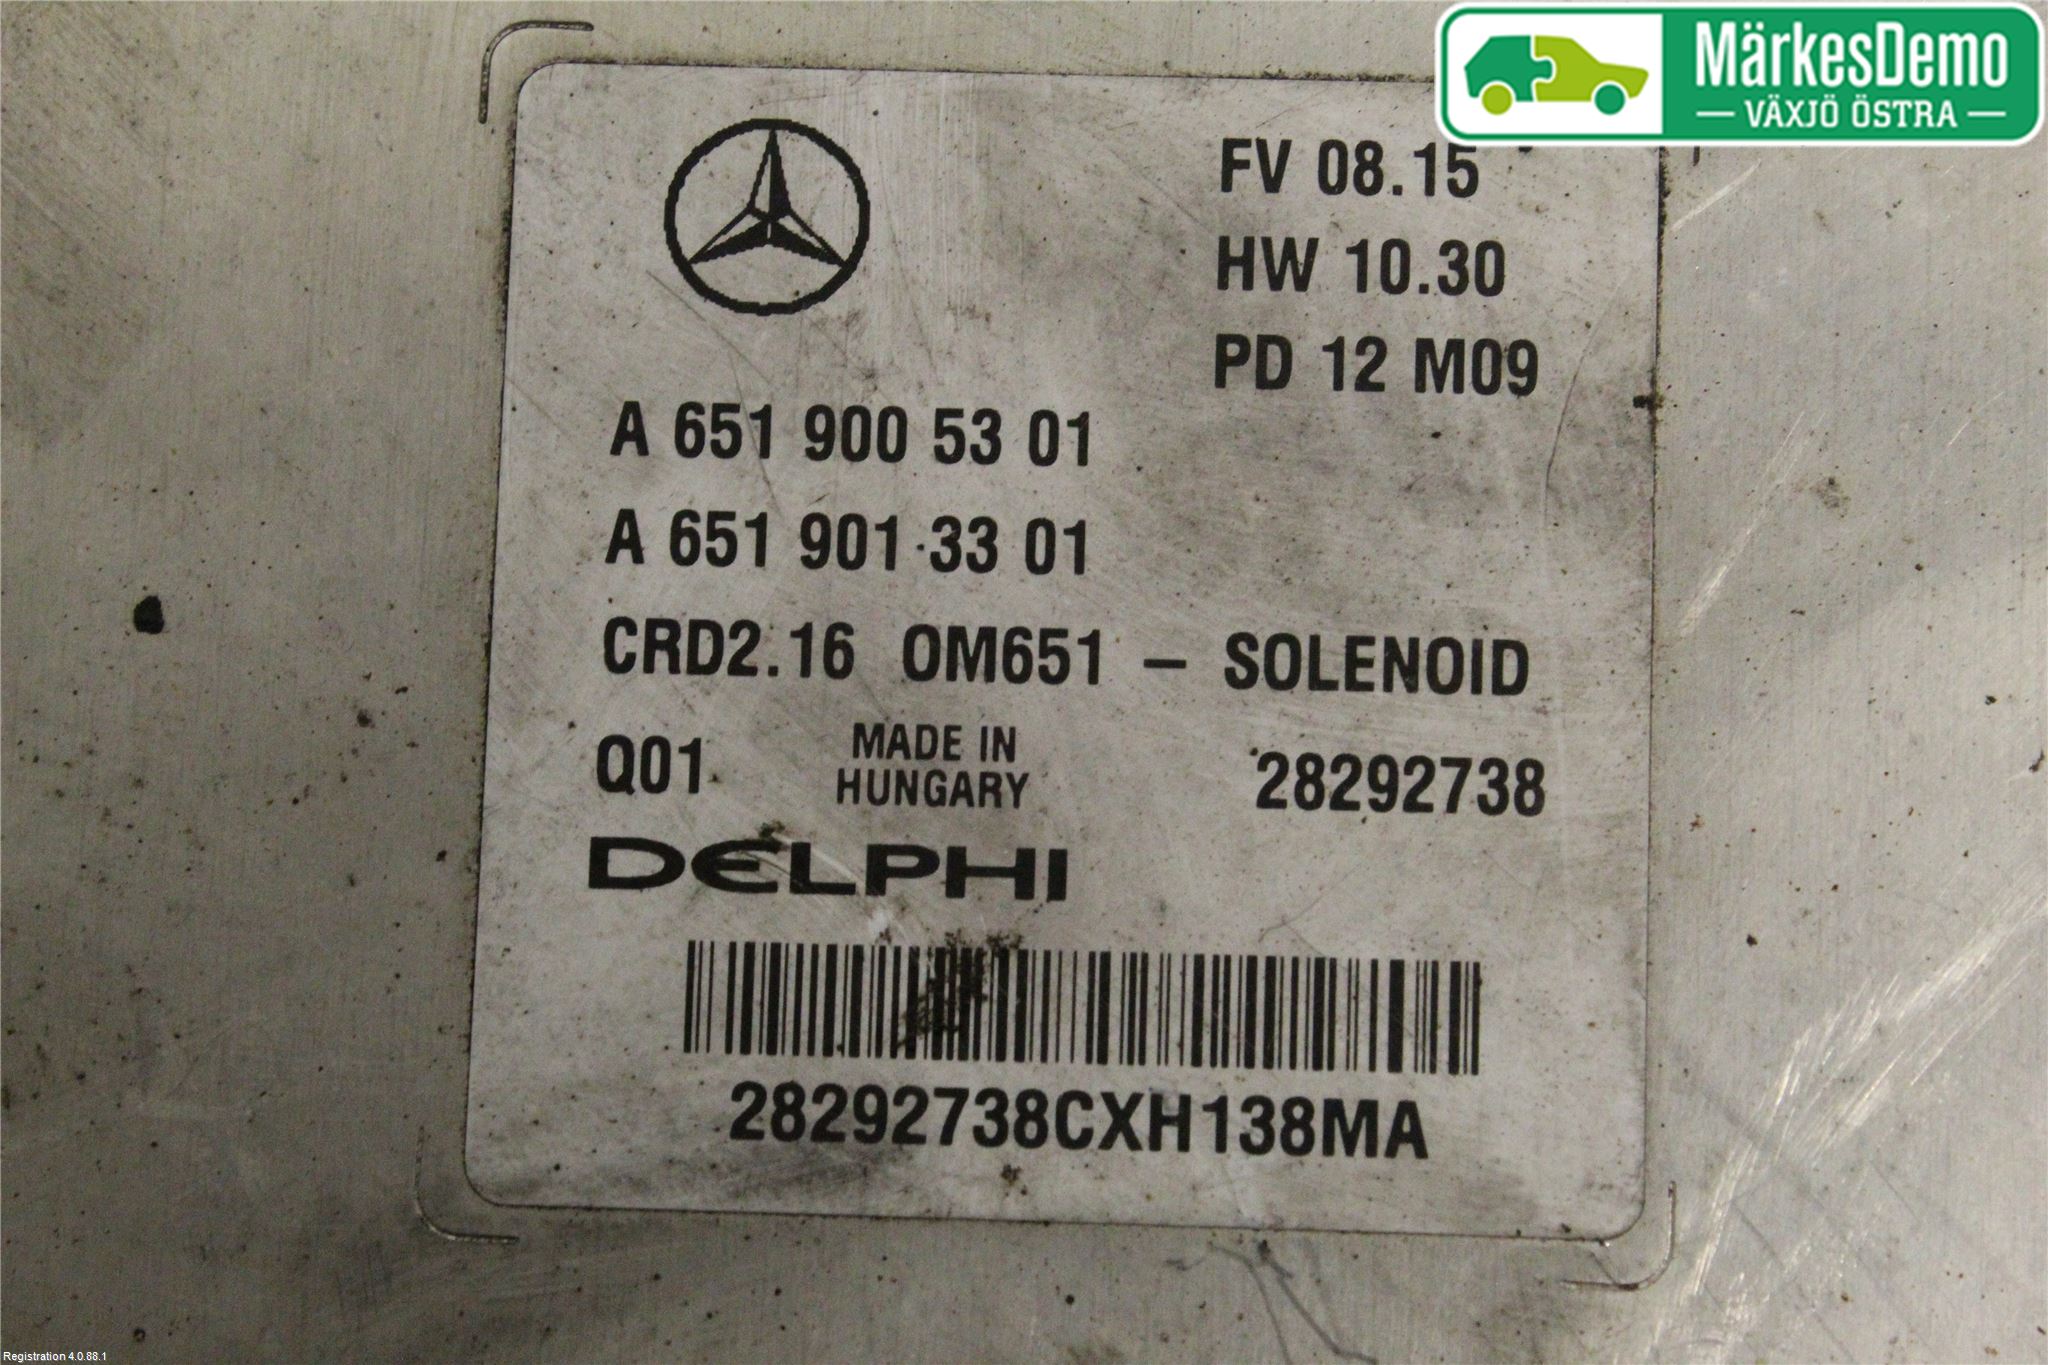 MärkesDemo
VÄXJÖ ÖSTRA
FV 08.15
HW 10.30
PD 12 M09
A 651 900 53 01
A 651 901 33 01
CRD2.16 OM651 – SOLENOID
Q01 MADE IN HUNGARY 28292738
DELPHI
28292738CXH138MA
Registration 4.0.88.1